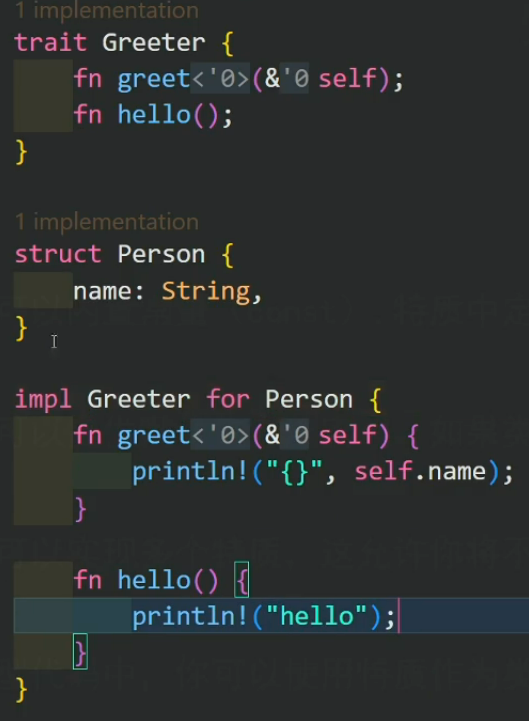 1 implementation
trait Greeter {
    fn greet<'0>(&'0 self);
    fn hello();
}
1 implementation
struct Person {
    name: String,
}
impl Greeter for Person {
    fn greet<'0>(&'0 self) {
        println!("{}", self.name);
    }
    fn hello() {
        println!("hello");
    }
}